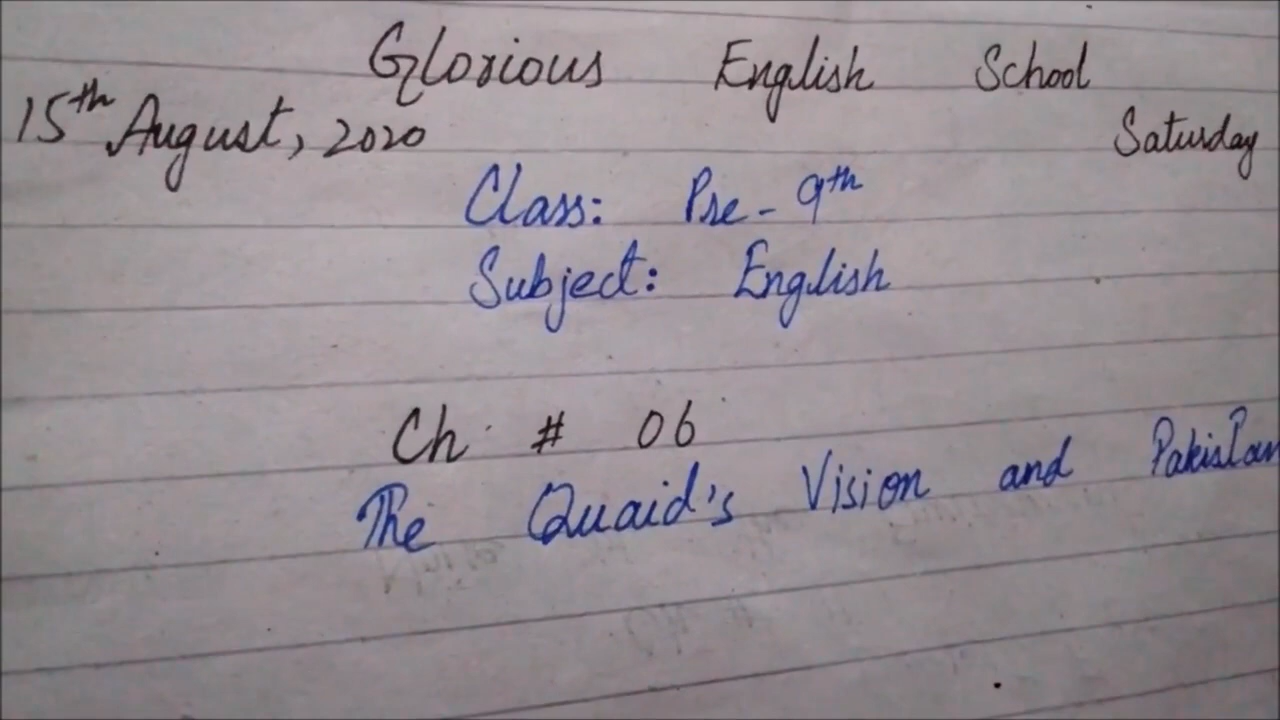 Glorious English School
15th August, 2020 Saturday
Class: Pre-9th
Subject: English
Ch # 06
The Quaid's Vision and Pakistan